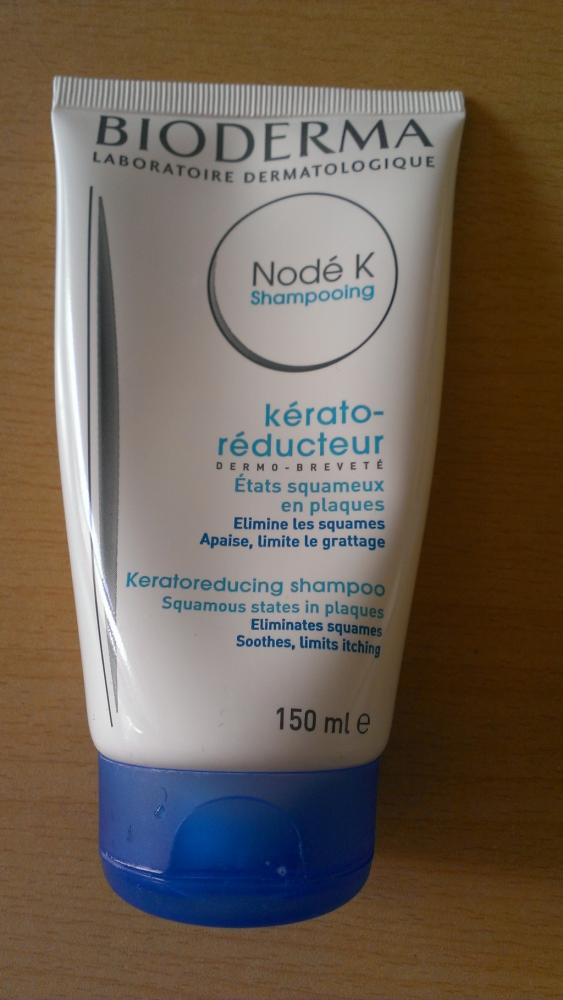 BIODERMA
LABORATOIRE DERMATOLOGIQUE
Nodé K
Shampooing
kérato-
réducteur
DERMO-BREVETÉ
États squameux
en plaques
Elimine les squames
Apaise, limite le grattage
Keratoreducing shampoo
Squamous states in plaques
Eliminates squames
Soothes, limits itching
150 ml e